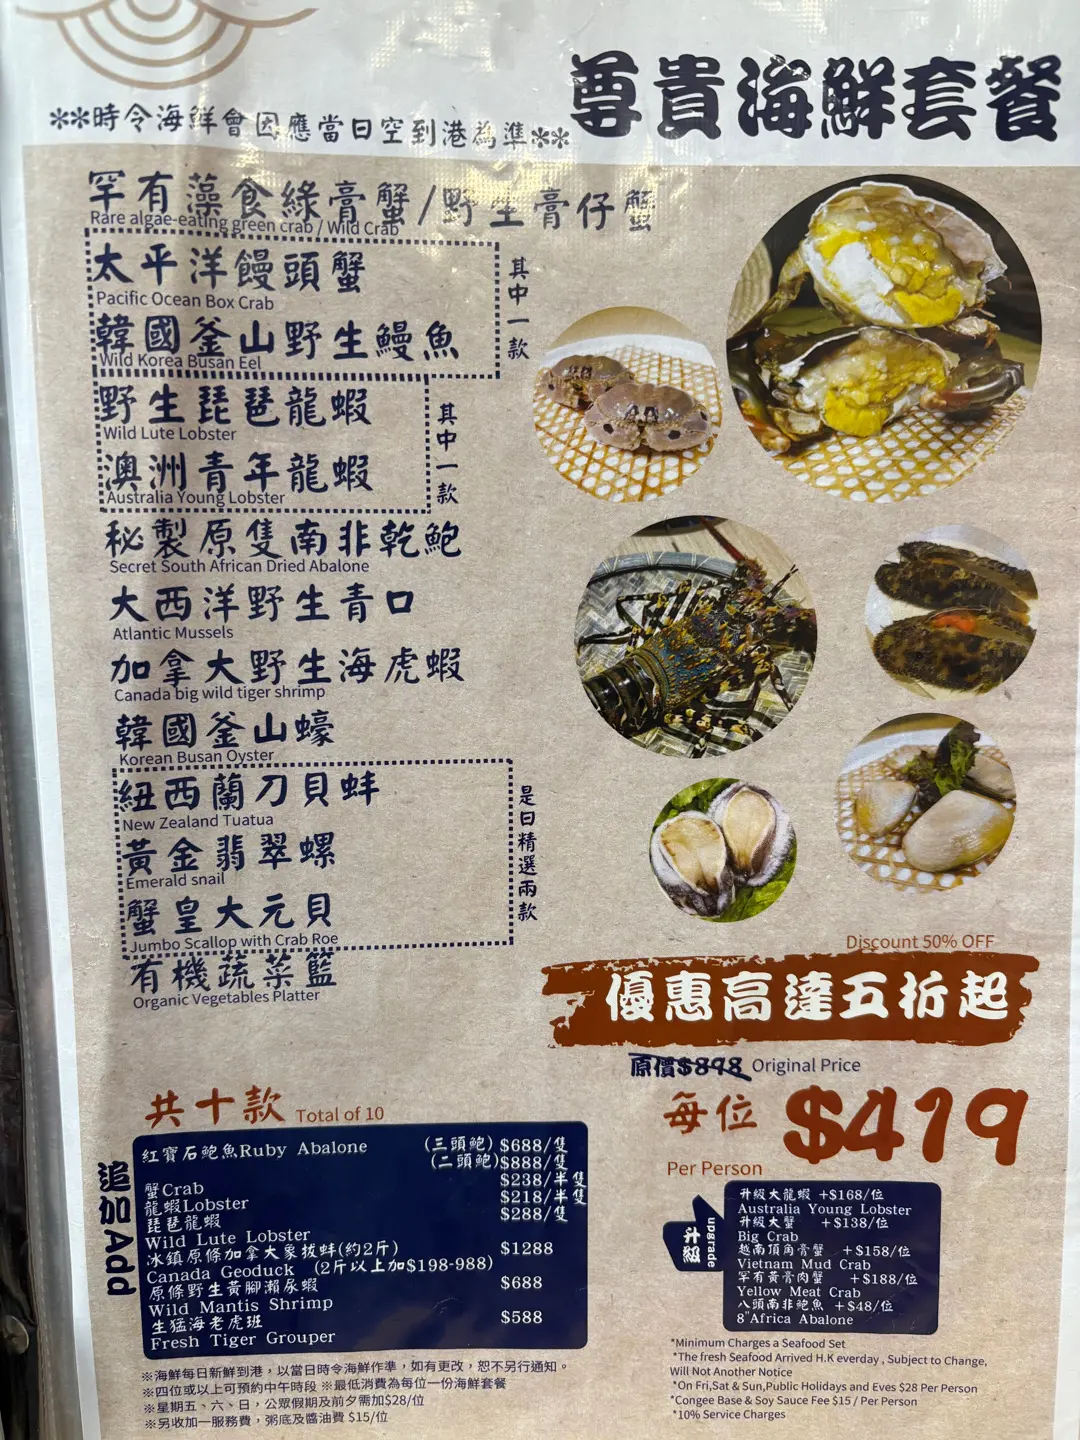 尊貴海鮮套餐
**時令海鮮會因應當日空到港為準**
罕有藻食綠膏蟹/野生膏仔蟹
Rare algae-eating green crab / Wild Crab
太平洋饅頭蟹
Pacific Ocean Box Crab
韓國釜山野生鰻魚
Wild Korea Busan Eel
其中一款
野生琵琶龍蝦
Wild Lute Lobster
澳洲青年龍蝦
Australia Young Lobster
其中一款
秘製原隻南非乾鮑
Secret South African Dried Abalone
大西洋野生青口
Atlantic Mussels
加拿大野生海虎蝦
Canada big wild tiger shrimp
韓國釜山蠔
Korean Busan Oyster
紐西蘭刀貝蚌
New Zealand Tuatua
黃金翡翠螺
Emerald snail
蟹皇大元貝
Jumbo Scallop with Crab Roe
是日精選兩款
有機蔬菜籃
Organic Vegetables Platter
Discount 50% OFF
優惠高達五折起
原價$898 Original Price
共十款 Total of 10
每位 $419
Per Person
追加Add
紅寶石鮑魚Ruby Abalone (三頭鮑) $688/隻
(二頭鮑)$888/隻
蟹Crab $238/半隻
龍蝦Lobster $218/半隻
琵琶龍蝦 $288/隻
Wild Lute Lobster
冰鎮原條加拿大象拔蚌(約2斤) $1288
Canada Geoduck (2斤以上加$198-988)
原條野生黃腳瀨尿蝦 $688
Wild Mantis Shrimp
生猛海老虎班 $588
Fresh Tiger Grouper
升級 upgrade
升級大龍蝦 +$168/位
Australia Young Lobster
升級大蟹 +$138/位
Big Crab
越南頂角膏蟹 +$158/位
Vietnam Mud Crab
罕有黃膏肉蟹 +$188/位
Yellow Meat Crab
八頭南非鮑魚 +$48/位
8"Africa Abalone
※海鮮每日新鮮到港，以當日時令海鮮作準，如有更改，恕不另行通知。
※四位或以上可預約中午時段 ※最低消費為每位一份海鮮套餐
※星期五、六、日，公眾假期及前夕需加$28/位
※另收加一服務費，粥底及醬油費 $15/位
*Minimum Charges a Seafood Set
*The fresh Seafood Arrived H.K everday , Subject to Change,
Will Not Another Notice
*On Fri,Sat & Sun,Public Holidays and Eves $28 Per Person
*Congee Base & Soy Sauce Fee $15 / Per Person
*10% Service Charges